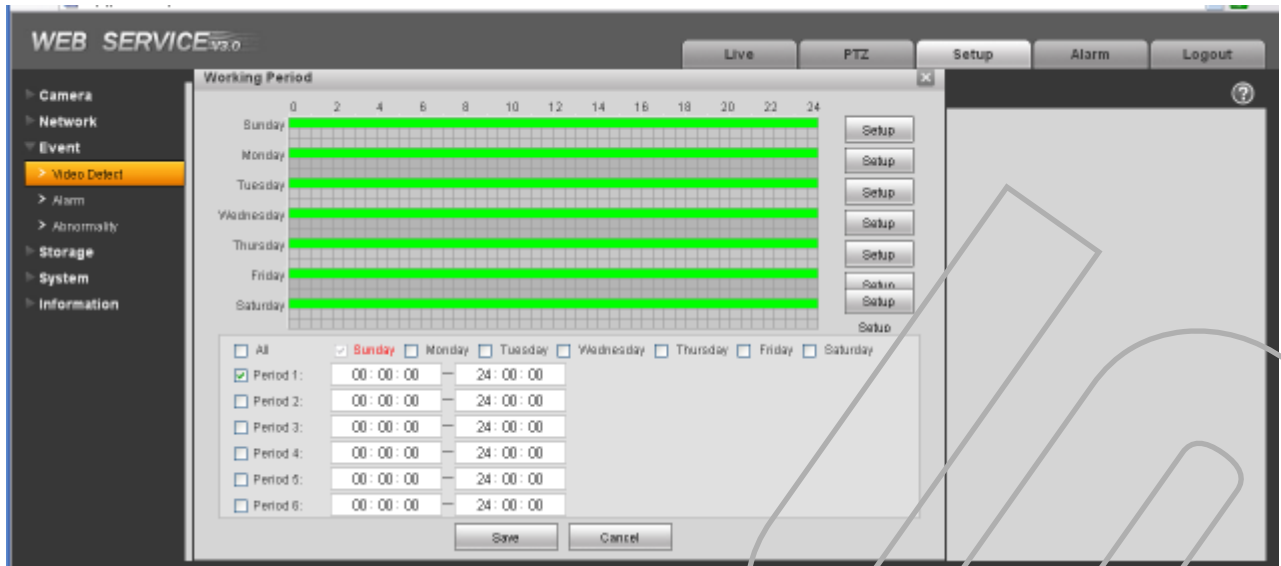 WEB SERVICE V3.0
Live PTZ Setup Alarm Logout
Working Period
Camera
Network
Event
> Video Detect
> Alarm
> Abnormality
Storage
System
Information
0 2 4 6 8 10 12 14 16 18 20 22 24
Sunday Setup
Monday Setup
Tuesday Setup
Wednesday Setup
Thursday Setup
Friday Setup
Saturday Setup
Setup
All Sunday Monday Tuesday Wednesday Thursday Friday Saturday
Period 1: 00 : 00 : 00 — 24 : 00 : 00
Period 2: 00 : 00 : 00 — 24 : 00 : 00
Period 3: 00 : 00 : 00 — 24 : 00 : 00
Period 4: 00 : 00 : 00 — 24 : 00 : 00
Period 5: 00 : 00 : 00 — 24 : 00 : 00
Period 6: 00 : 00 : 00 — 24 : 00 : 00
Save Cancel